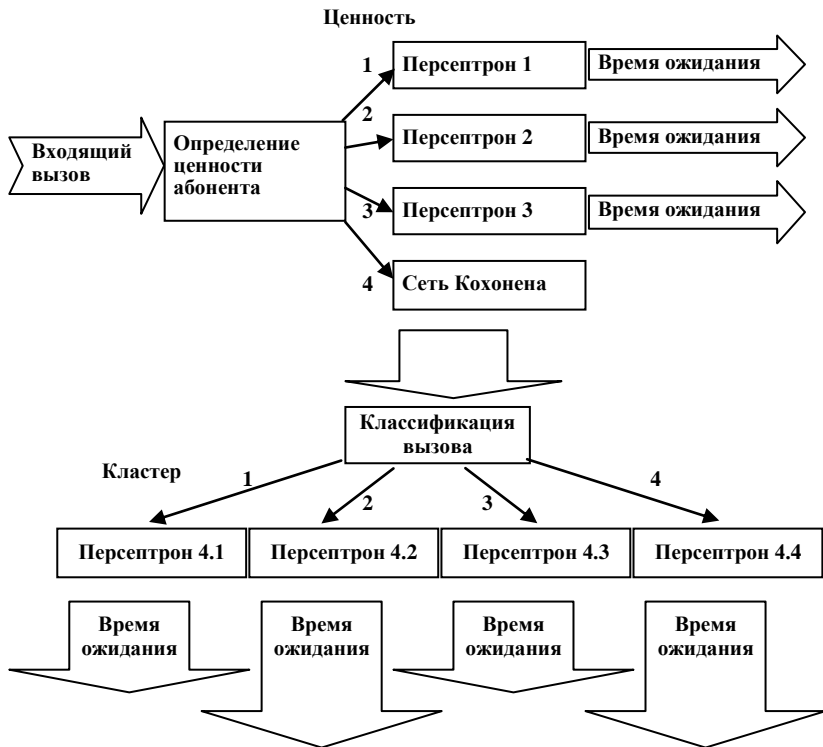 Ценность
1
Персептрон 1
Время ожидания
2
Персептрон 2
Время ожидания
Входящий
вызов
Определение
ценности
абонента
3
Персептрон 3
Время ожидания
4
Сеть Кохонена
Классификация
вызова
Кластер
1
2
3
4
Персептрон 4.1
Персептрон 4.2
Персептрон 4.3
Персептрон 4.4
Время
ожидания
Время
ожидания
Время
ожидания
Время
ожидания